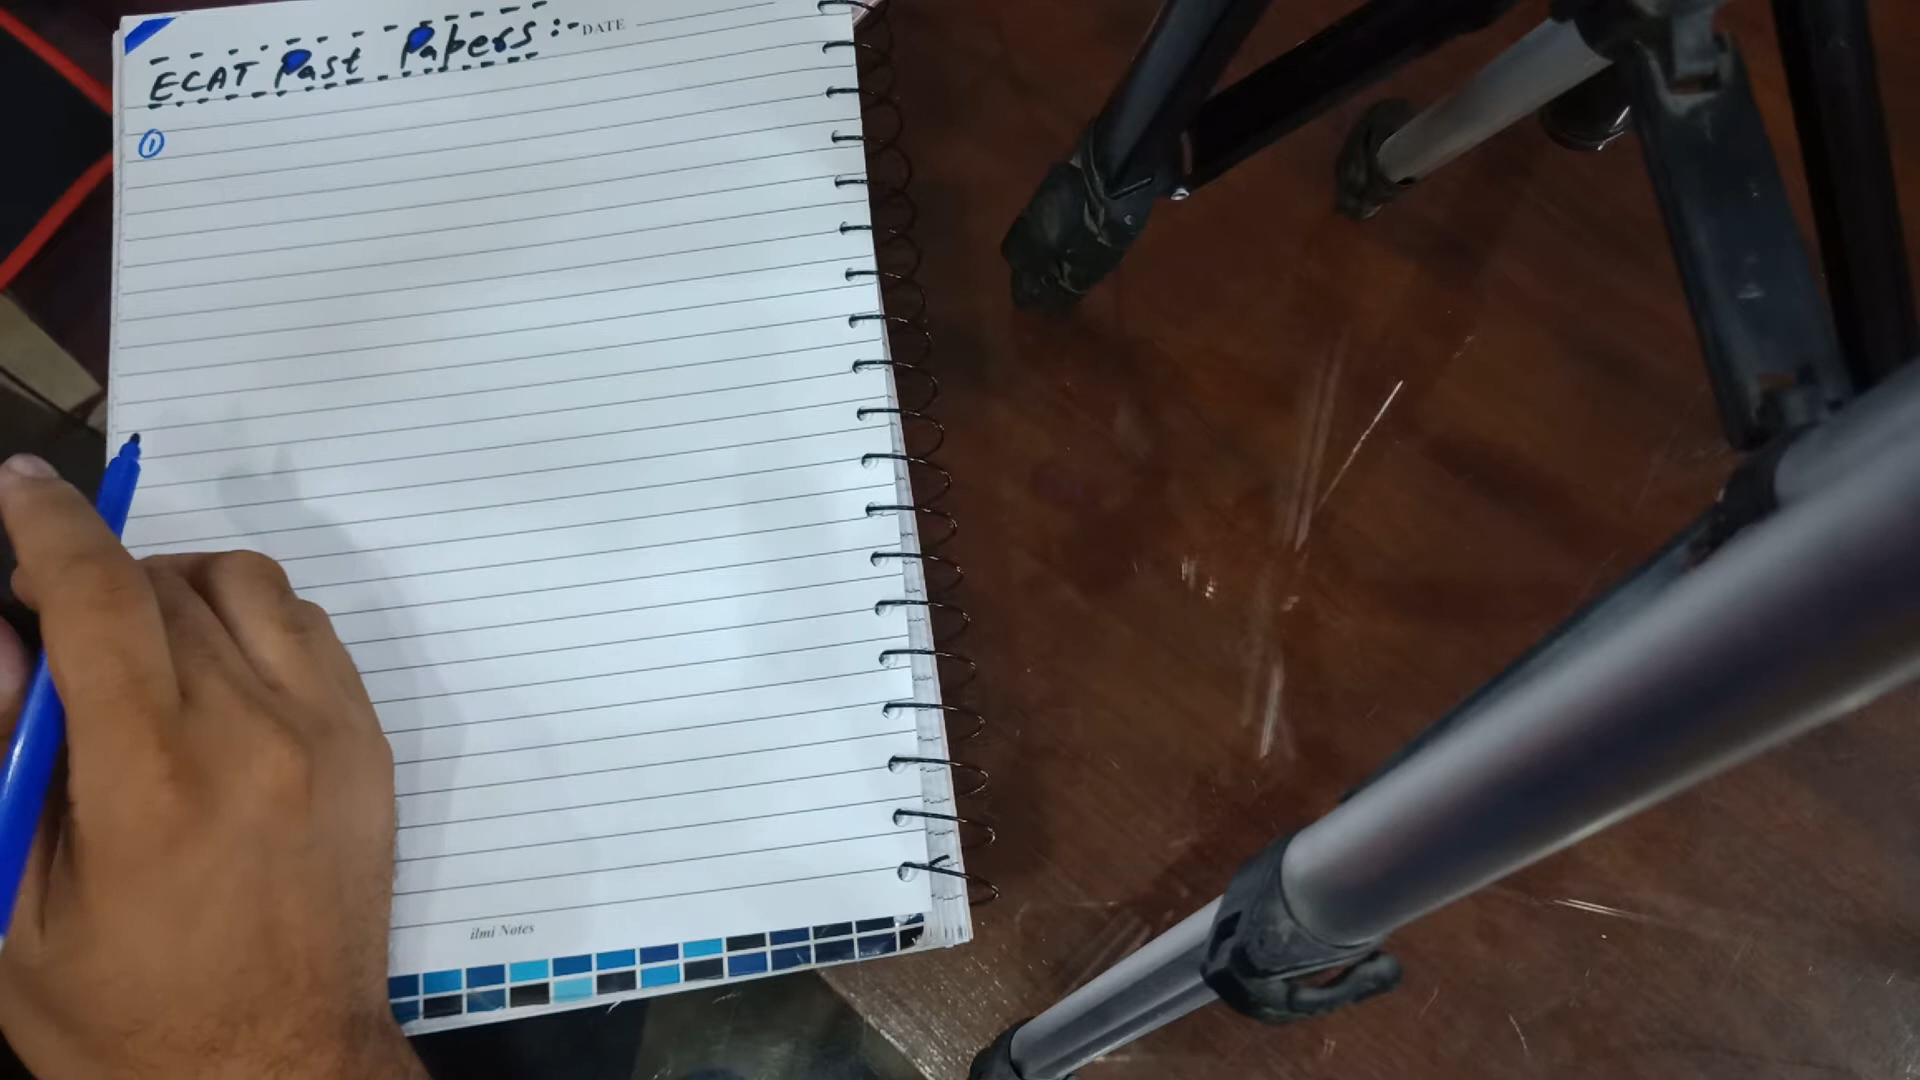 ECAT Past Papers :- DATE
①
ilmi Notes